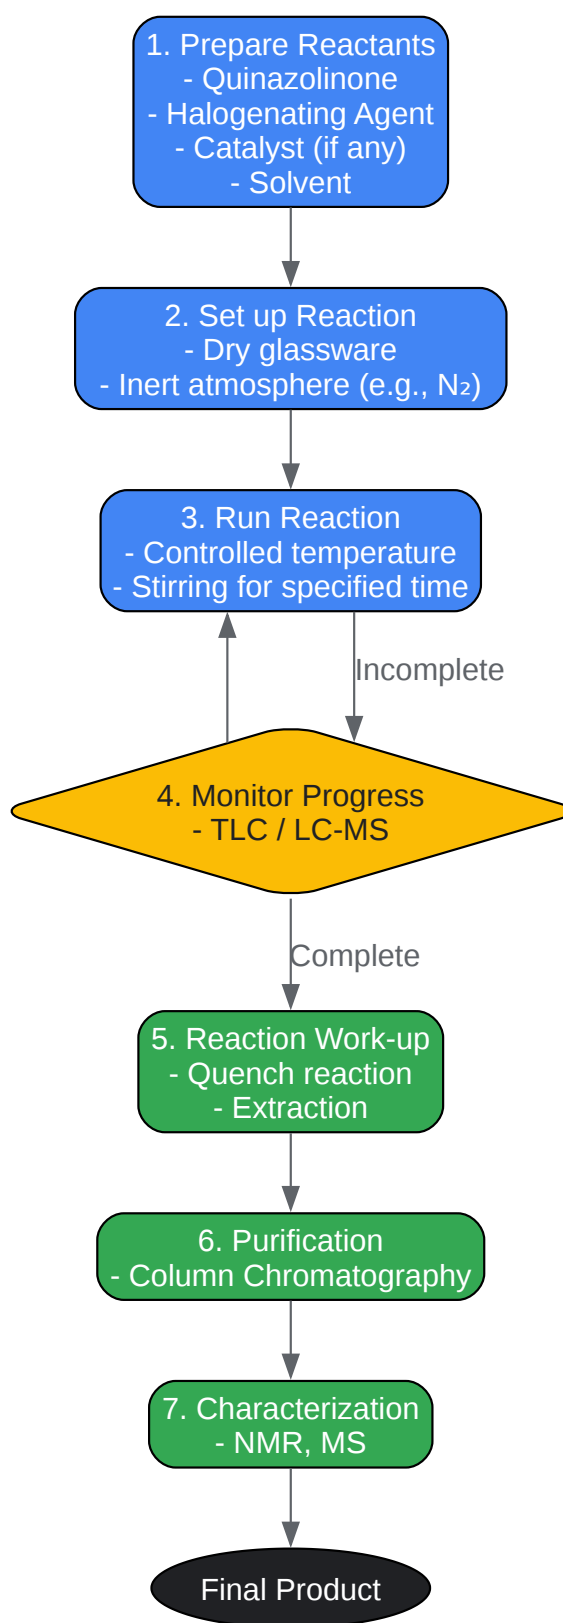 1. Prepare Reactants
- Quinazolinone
- Halogenating Agent
- Catalyst (if any)
- Solvent
2. Set up Reaction
- Dry glassware
- Inert atmosphere (e.g., N₂)
3. Run Reaction
- Controlled temperature
- Stirring for specified time
Incomplete
4. Monitor Progress
- TLC / LC-MS
Complete
5. Reaction Work-up
- Quench reaction
- Extraction
6. Purification
- Column Chromatography
7. Characterization
- NMR, MS
Final Product